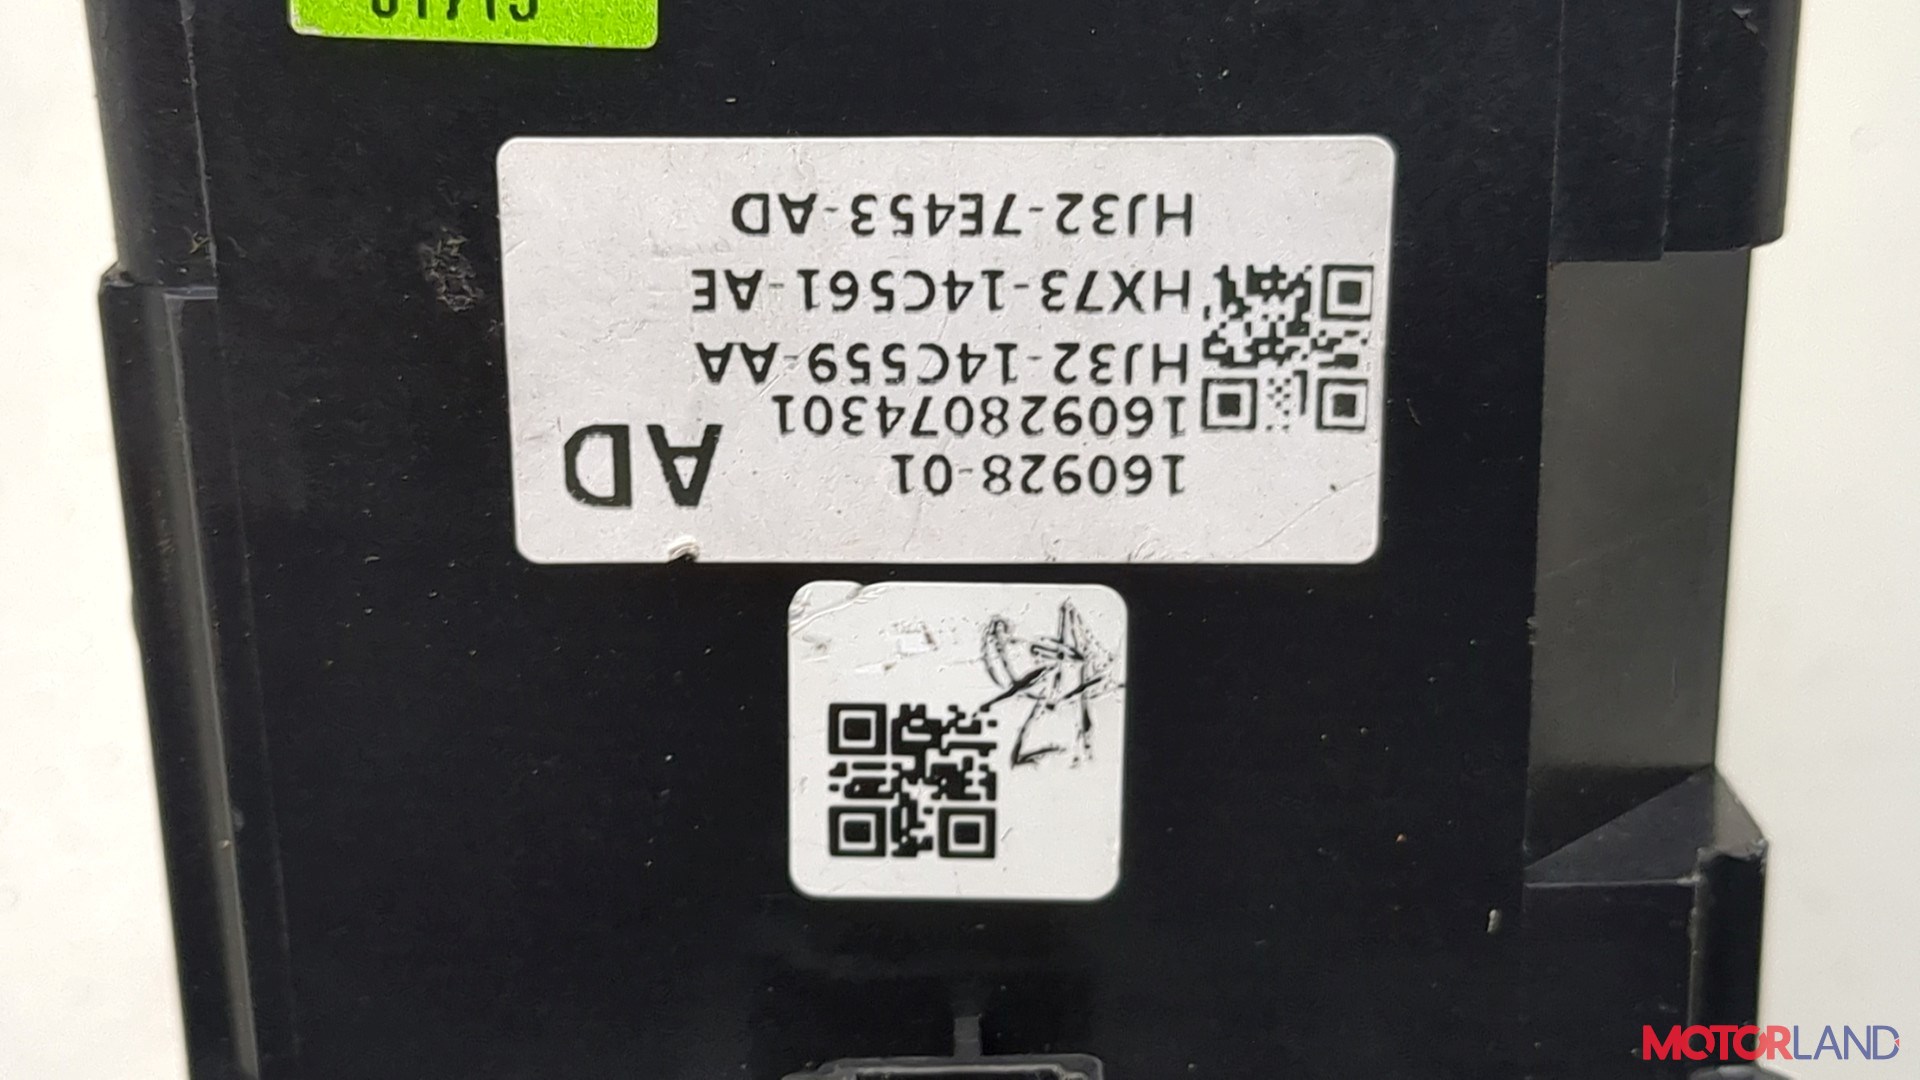 160928-01
160928074301
AD
HJ32-14C559-AA
HX73-14C561-AE
HJ32-7E453-AD
MOTORLAND